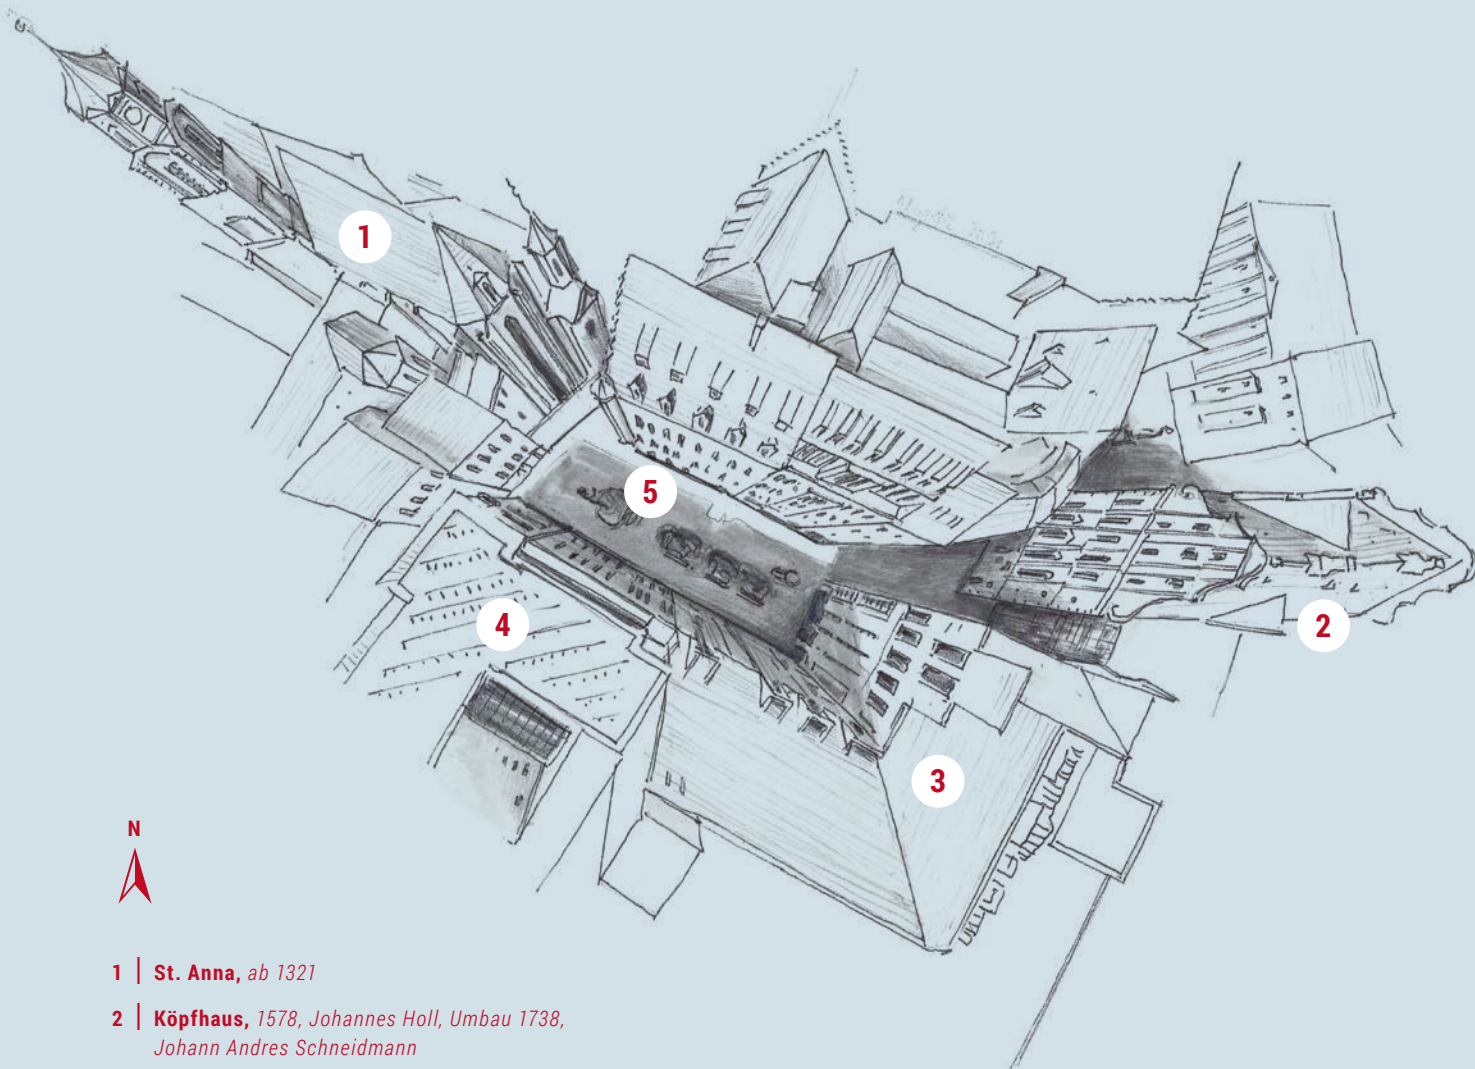 1
5
4
2
3
N
1 | St. Anna, ab 1321
2 | Köpfhaus, 1578, Johannes Holl, Umbau 1738,
Johann Andres Schneidmann